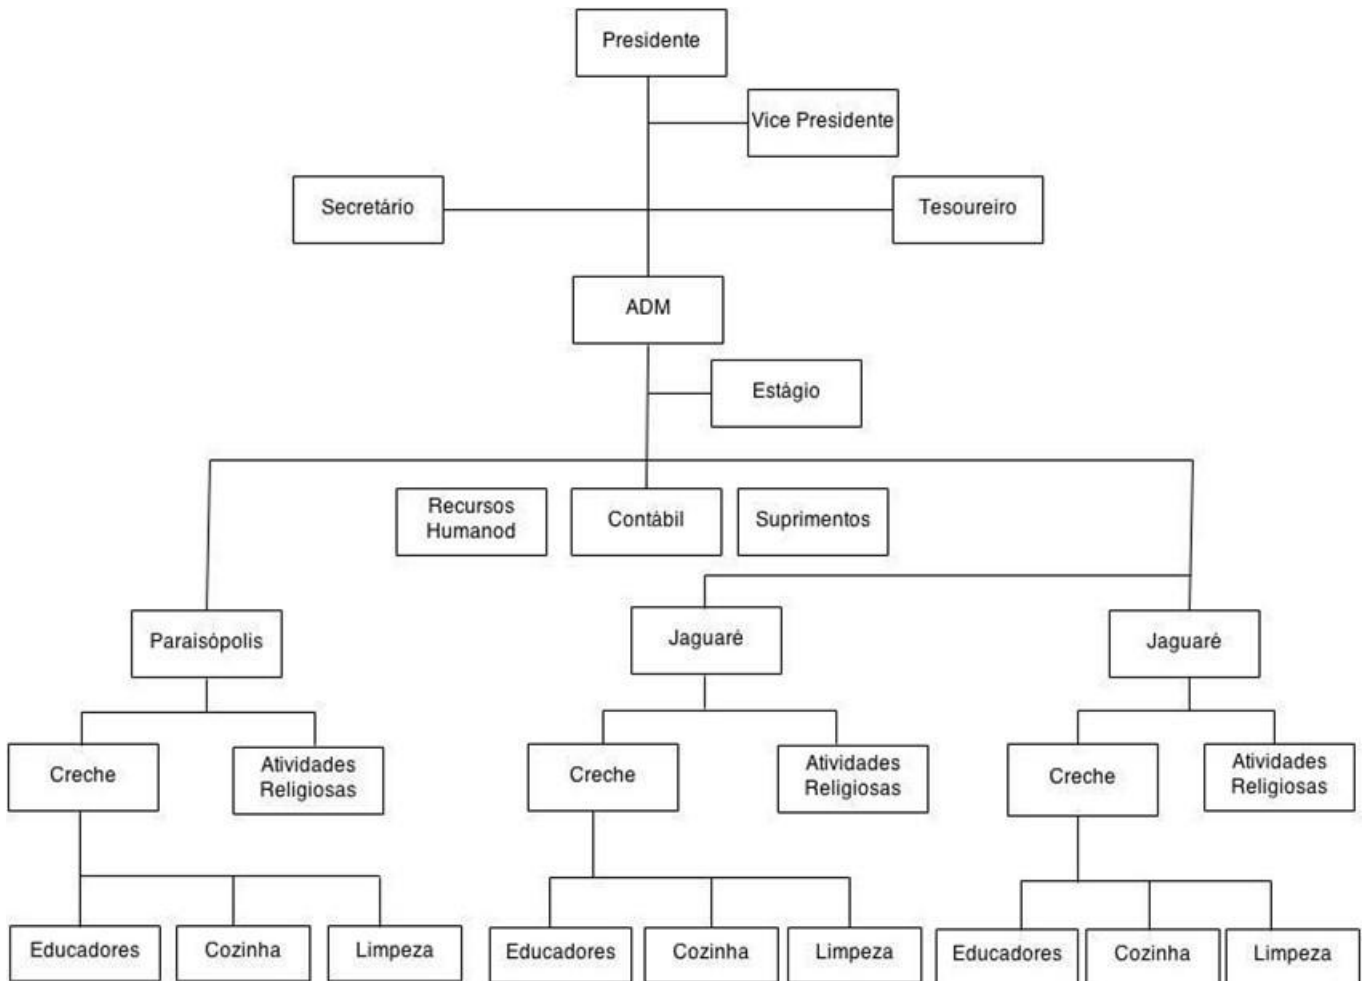 Presidente
Vice Presidente
Secretário
Tesoureiro
ADM
Estágio
Recursos
Humanod
Contábil
Suprimentos
Paraisópolis
Jaguaré
Jaguaré
Creche
Atividades
Religiosas
Creche
Atividades
Religiosas
Creche
Atividades
Religiosas
Educadores
Cozinha
Limpeza
Educadores
Cozinha
Limpeza
Educadores
Cozinha
Limpeza